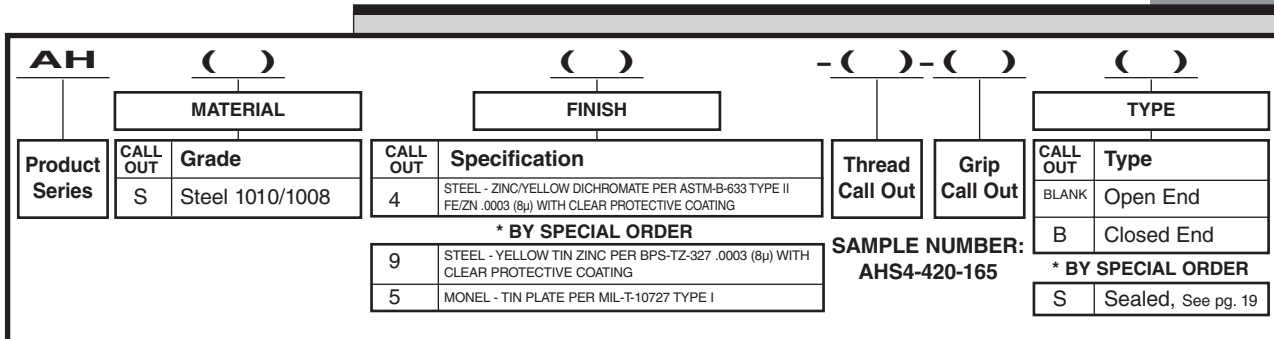 AH ( ) ( ) -( )-( ) ( )
MATERIAL
FINISH
TYPE
Product Series
CALL OUT Grade
S Steel 1010/1008
CALL OUT Specification
4 STEEL - ZINC/YELLOW DICHROMATE PER ASTM-B-633 TYPE II
FE/ZN .0003 (8µ) WITH CLEAR PROTECTIVE COATING
* BY SPECIAL ORDER
9 STEEL - YELLOW TIN ZINC PER BPS-TZ-327 .0003 (8µ) WITH
CLEAR PROTECTIVE COATING
5 MONEL - TIN PLATE PER MIL-T-10727 TYPE I
Thread
Call Out
Grip
Call Out
SAMPLE NUMBER:
AHS4-420-165
CALL OUT Type
BLANK Open End
B Closed End
* BY SPECIAL ORDER
S Sealed, See pg. 19